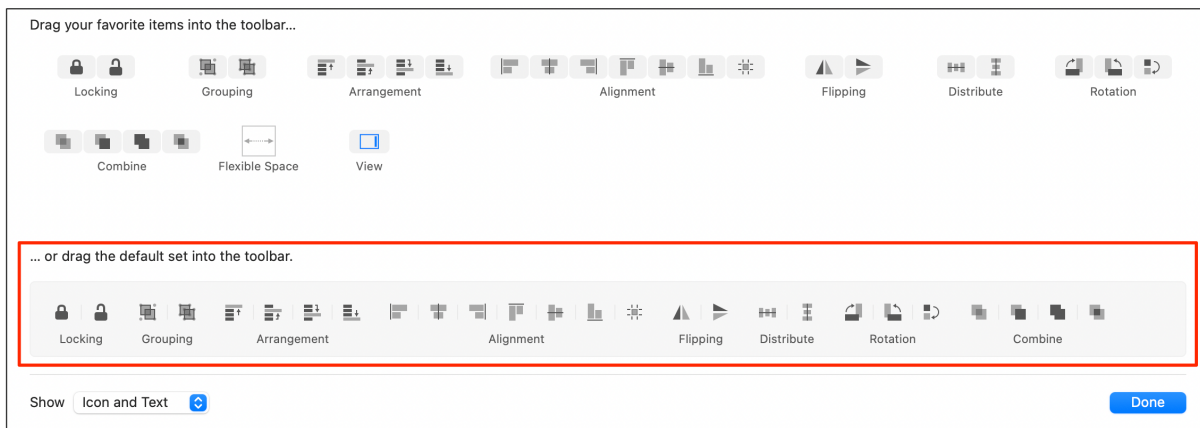 Drag your favorite items into the toolbar...
Locking Grouping Arrangement Alignment Flipping Distribute Rotation
Combine Flexible Space View
... or drag the default set into the toolbar.
Locking Grouping Arrangement Alignment Flipping Distribute Rotation Combine
Show Icon and Text Done